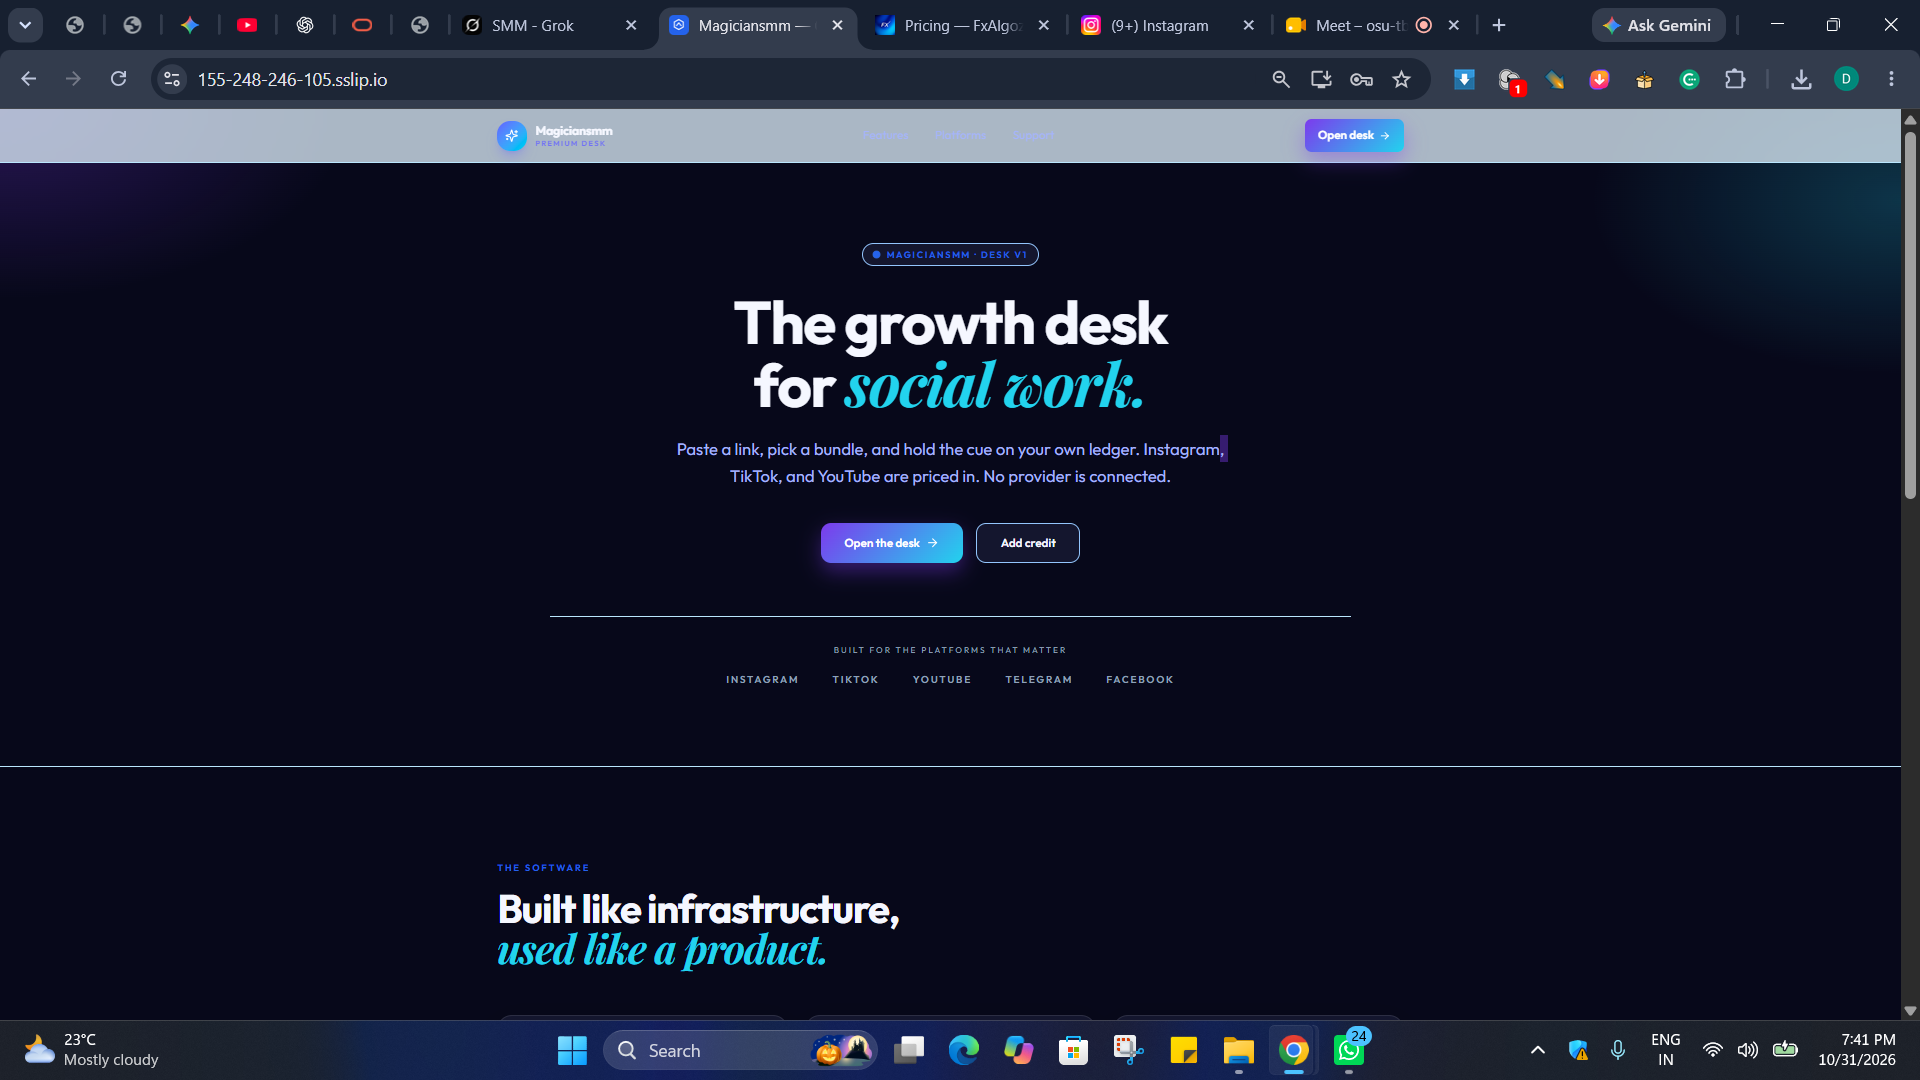 SMM - Grok
Magiciansmm —
Pricing — FxAlgo
(9+) Instagram
Meet – osu-
Ask Gemini
155-248-246-105.sslip.io
1
D
Magiciansmm
PREMIUM DESK
Open desk →
MAGICIANSMM · DESK V1
The growth desk
for social work.
Paste a link, pick a bundle, and hold the cue on your own ledger. Instagram,
TikTok, and YouTube are priced in. No provider is connected.
Open the desk →
Add credit
BUILT FOR THE PLATFORMS THAT MATTER
INSTAGRAM TIKTOK YOUTUBE TELEGRAM FACEBOOK
THE SOFTWARE
Built like infrastructure,
used like a product.
23°C
Mostly cloudy
Search
24
ENG
IN
7:41 PM
10/31/2026